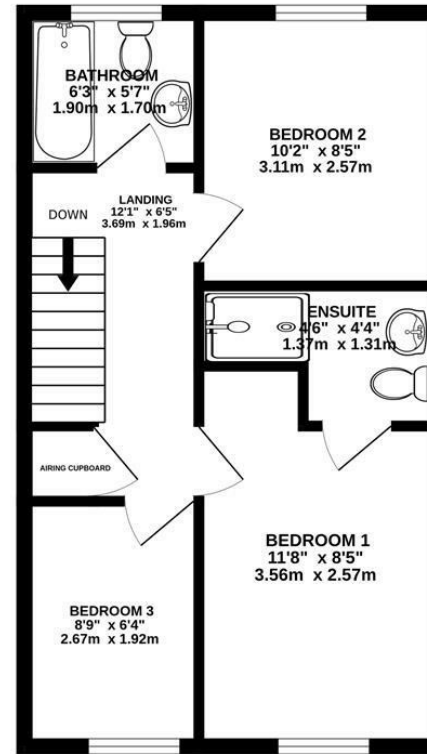 BATHROOM
6'3" x 5'7"
1.90m x 1.70m
BEDROOM 2
10'2" x 8'5"
3.11m x 2.57m
LANDING
12'1" x 6'5"
3.69m x 1.96m
DOWN
ENSUITE
4'6" x 4'4"
1.37m x 1.31m
AIRING CUPBOARD
BEDROOM 1
11'8" x 8'5"
3.56m x 2.57m
BEDROOM 3
8'9" x 6'4"
2.67m x 1.92m